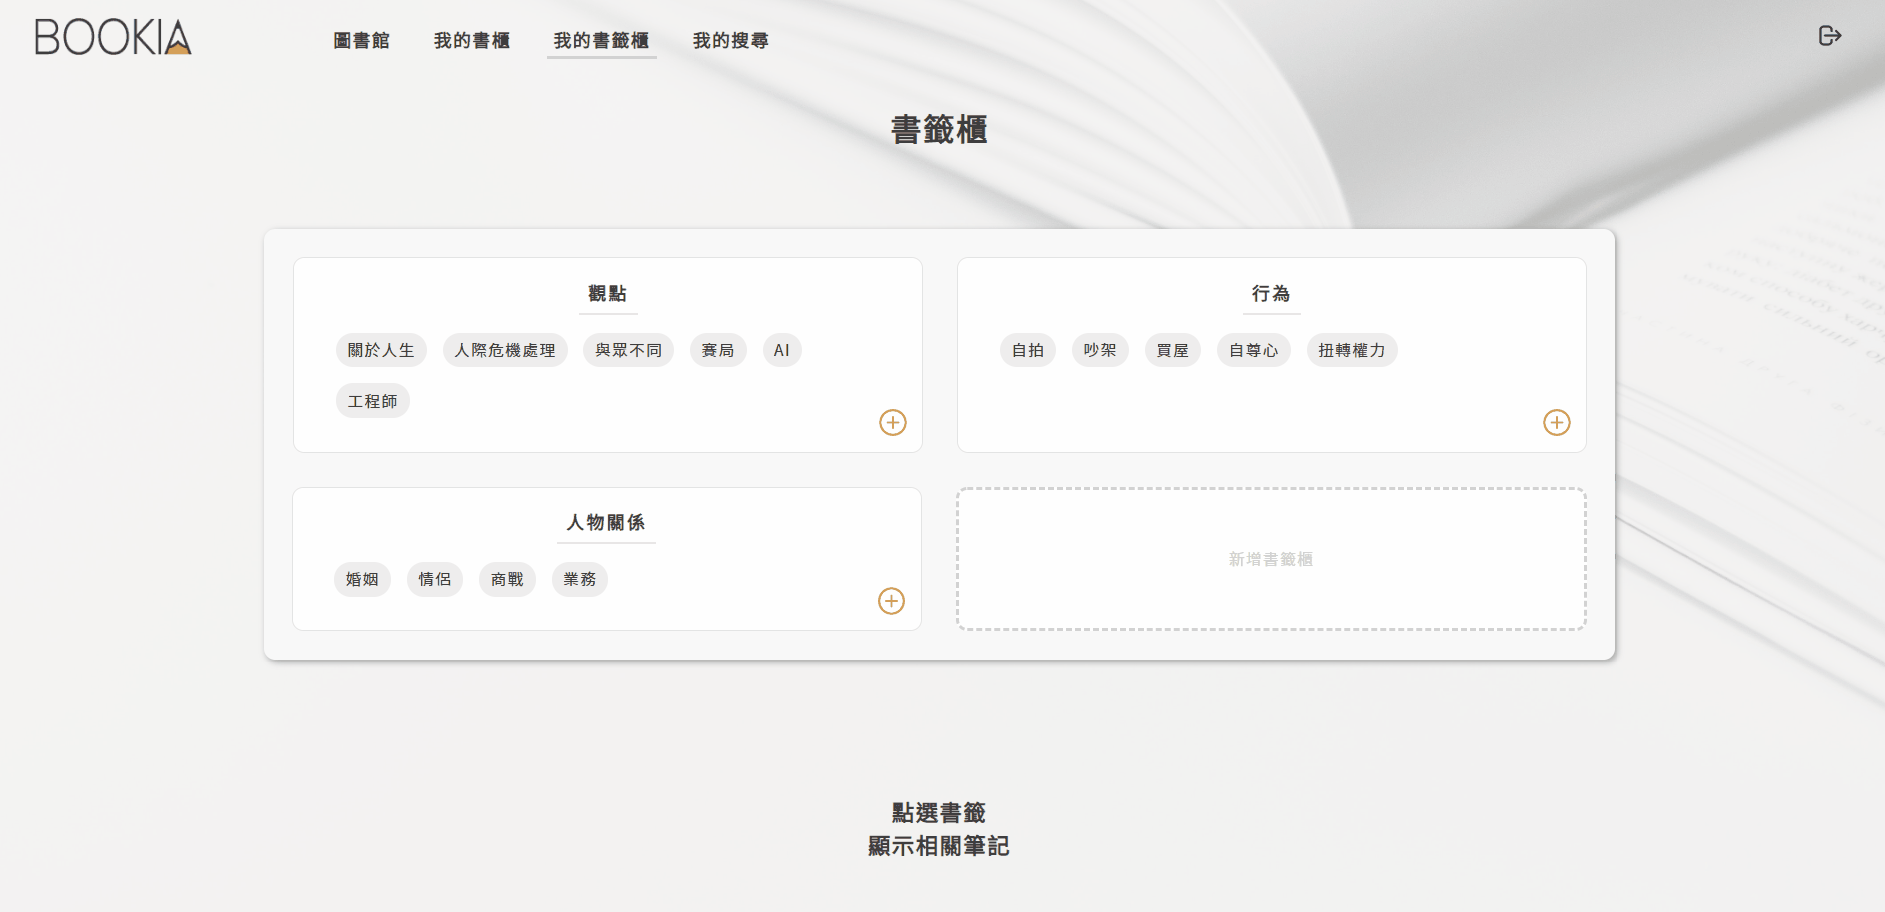 BOOKIA
圖書館 我的書櫃 我的書籤櫃 我的搜尋
書籤櫃
觀點
關於人生 人際危機處理 與眾不同 賽局 AI
工程師
行為
自拍 吵架 買屋 自尊心 扭轉權力
人物關係
婚姻 情侶 商戰 業務
新增書籤櫃
點選書籤
顯示相關筆記